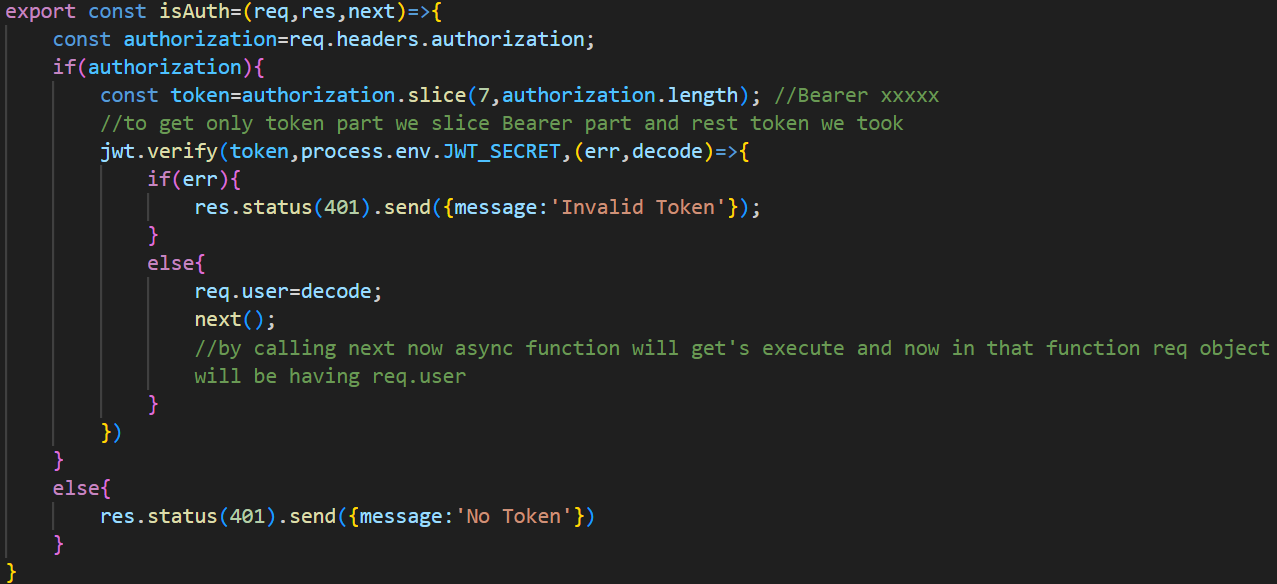 export const isAuth=(req,res,next)=>{
const authorization=req.headers.authorization;
if(authorization){
const token=authorization.slice(7,authorization.length); //Bearer xxxxx
//to get only token part we slice Bearer part and rest token we took
jwt.verify(token,process.env.JWT_SECRET,(err,decode)=>{
if(err){
res.status(401).send({message:'Invalid Token'});
}
else{
req.user=decode;
next();
//by calling next now async function will get's execute and now in that function req object
will be having req.user
}
})
}
else{
res.status(401).send({message:'No Token'})
}
}